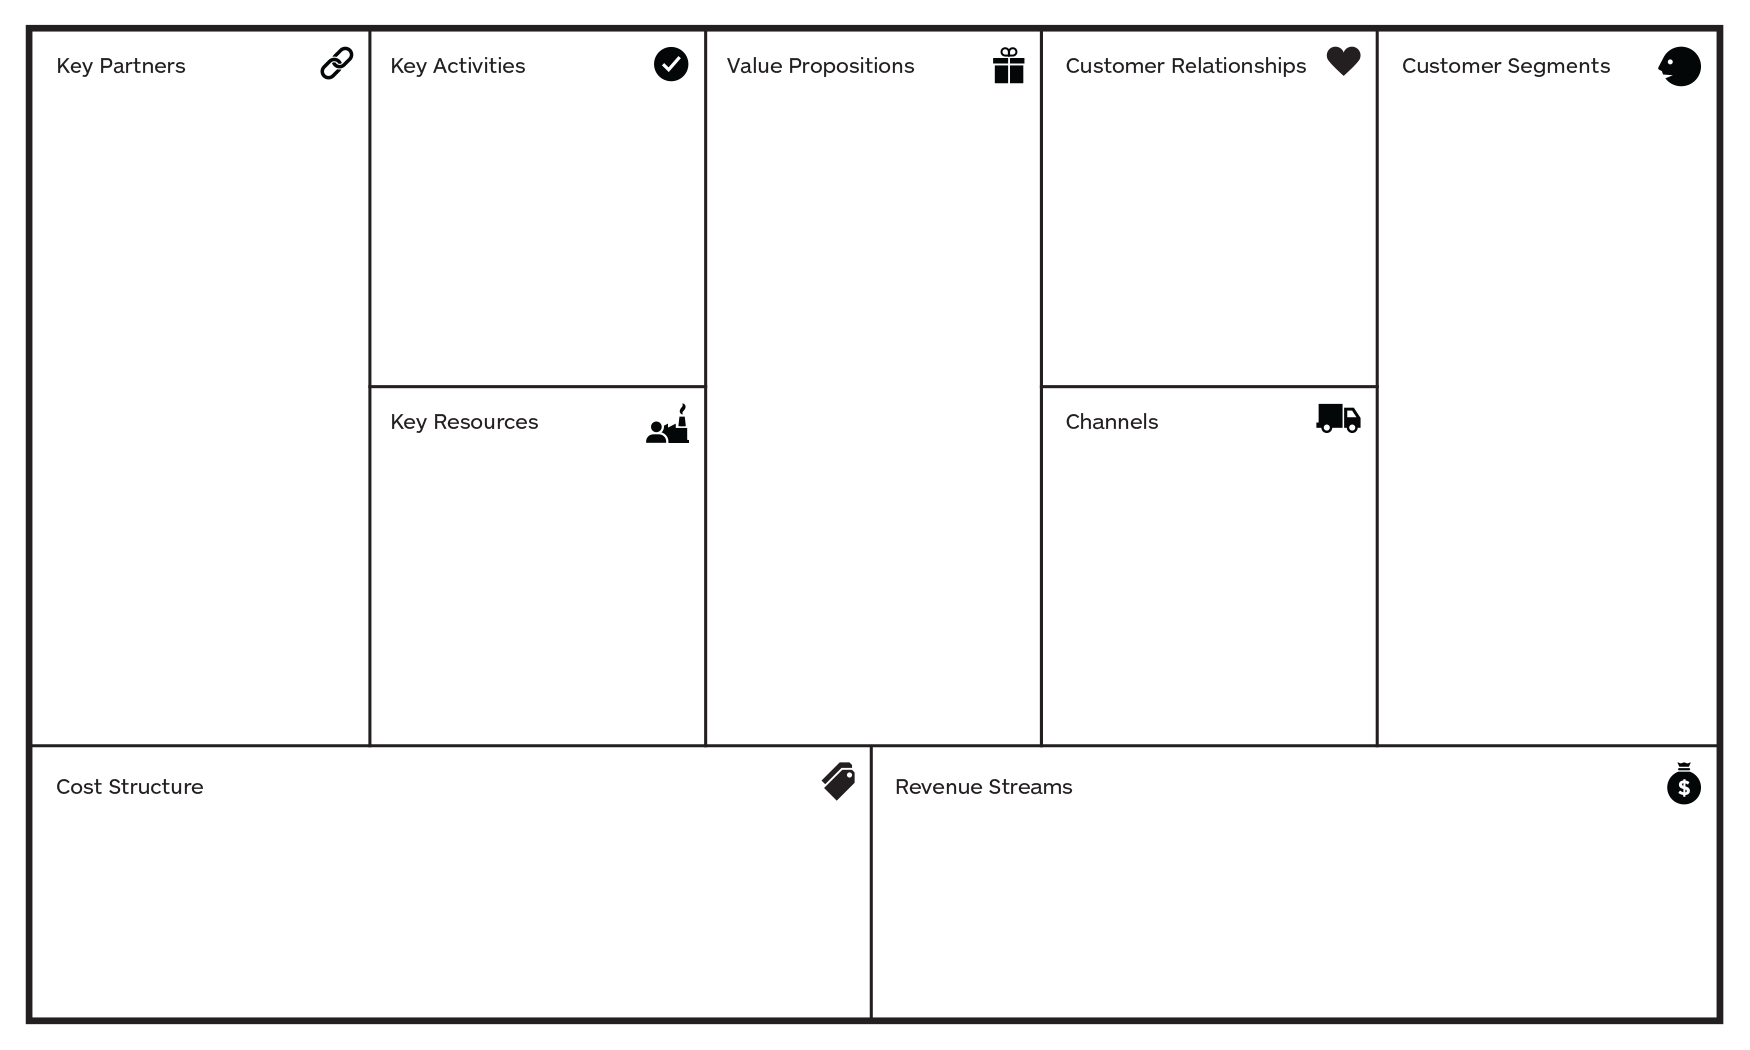 Key Partners
Key Activities
Value Propositions
Customer Relationships
Customer Segments
Key Resources
Channels
Cost Structure
Revenue Streams
$